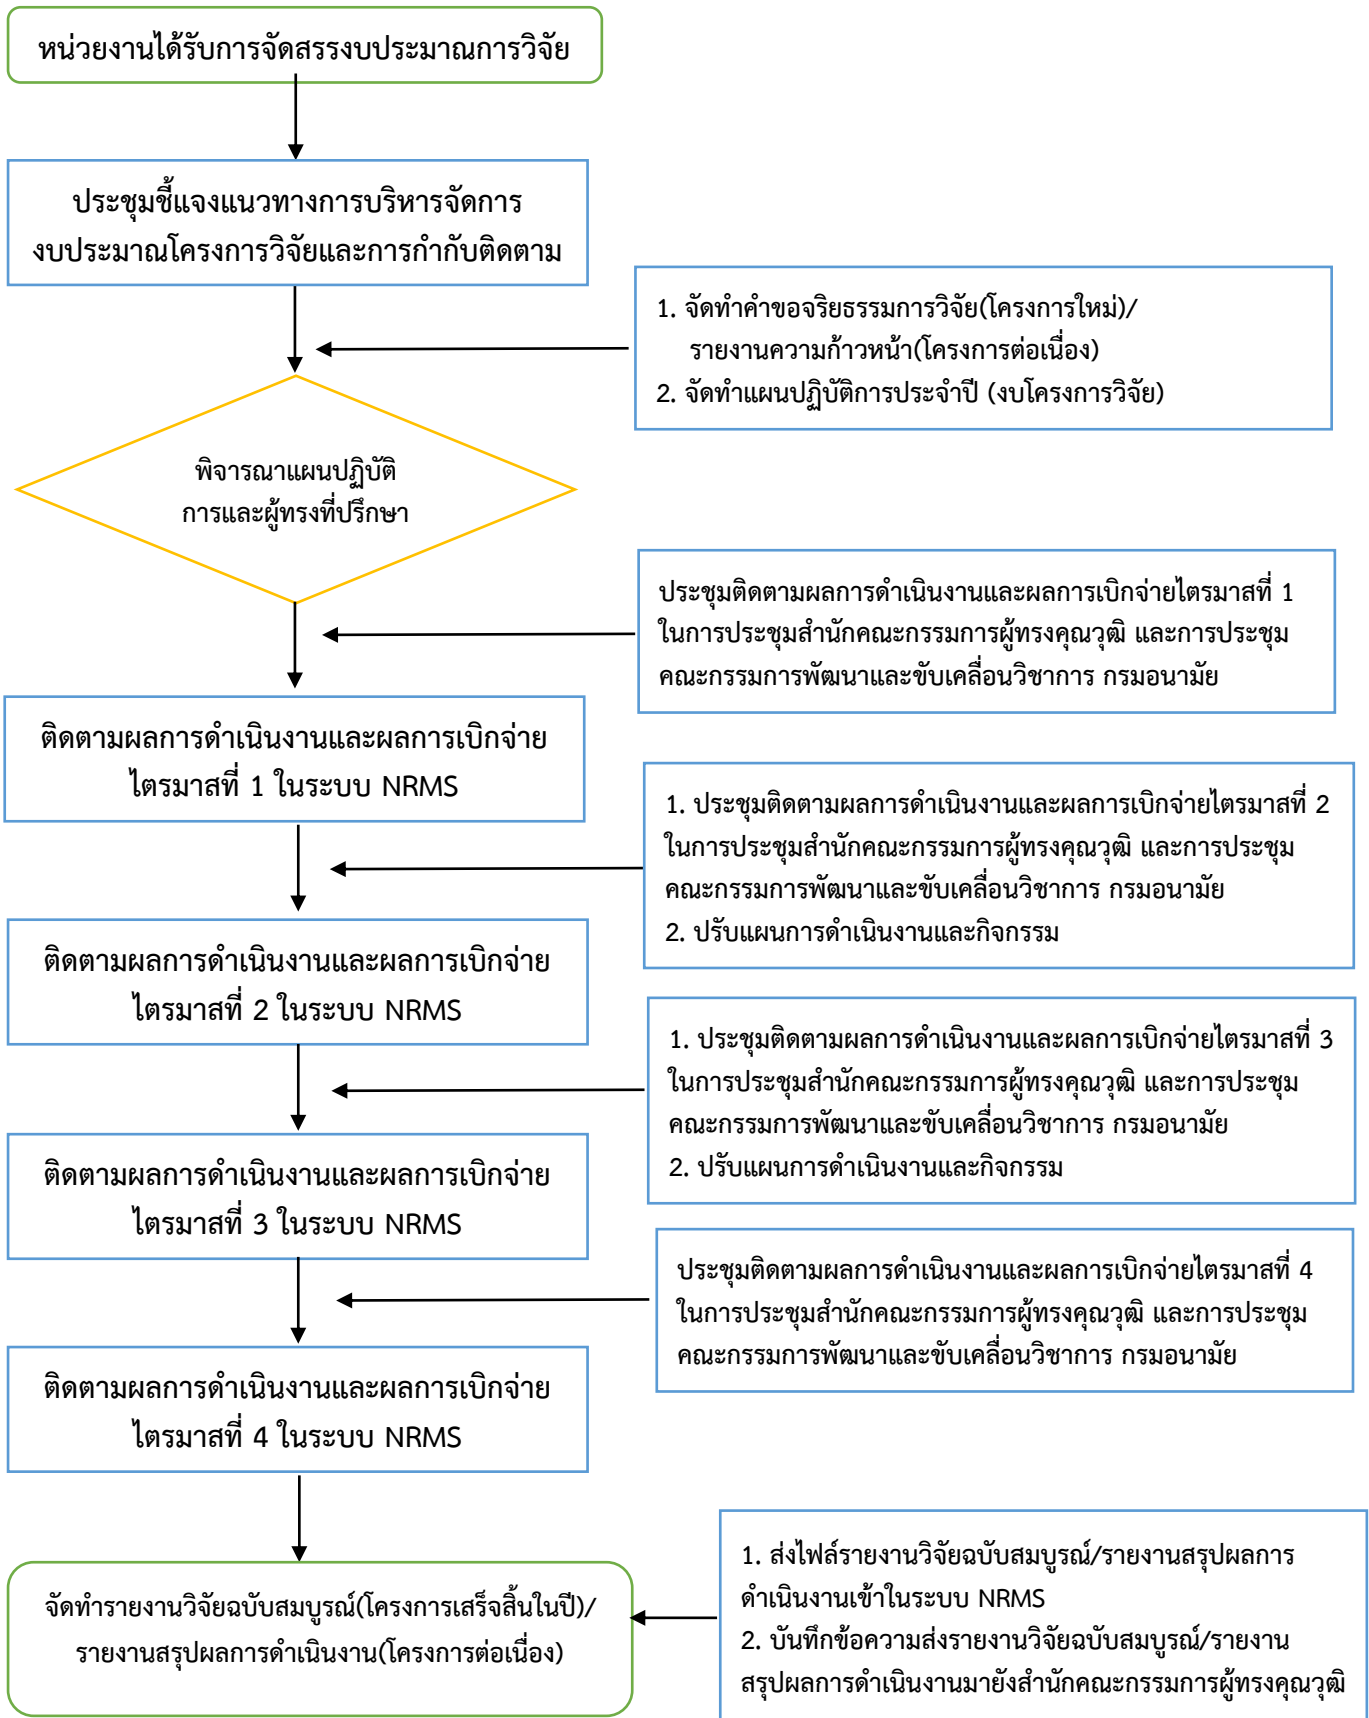 หน่วยงานได้รับการจัดสรรงบประมาณการวิจัย
ประชุมชี้แจงแนวทางการบริหารจัดการ
งบประมาณโครงการวิจัยและการกำกับติดตาม
1. จัดทำคำขอจริยธรรมการวิจัย(โครงการใหม่)/
รายงานความก้าวหน้า(โครงการต่อเนื่อง)
2. จัดทำแผนปฏิบัติการประจำปี (งบโครงการวิจัย)
พิจารณาแผนปฏิบัติ
การและผู้ทรงที่ปรึกษา
ประชุมติดตามผลการดำเนินงานและผลการเบิกจ่ายไตรมาสที่ 1
ในการประชุมสำนักคณะกรรมการผู้ทรงคุณวุฒิ และการประชุม
คณะกรรมการพัฒนาและขับเคลื่อนวิชาการ กรมอนามัย
ติดตามผลการดำเนินงานและผลการเบิกจ่าย
ไตรมาสที่ 1 ในระบบ NRMS
1. ประชุมติดตามผลการดำเนินงานและผลการเบิกจ่ายไตรมาสที่ 2
ในการประชุมสำนักคณะกรรมการผู้ทรงคุณวุฒิ และการประชุม
คณะกรรมการพัฒนาและขับเคลื่อนวิชาการ กรมอนามัย
2. ปรับแผนการดำเนินงานและกิจกรรม
ติดตามผลการดำเนินงานและผลการเบิกจ่าย
ไตรมาสที่ 2 ในระบบ NRMS
1. ประชุมติดตามผลการดำเนินงานและผลการเบิกจ่ายไตรมาสที่ 3
ในการประชุมสำนักคณะกรรมการผู้ทรงคุณวุฒิ และการประชุม
คณะกรรมการพัฒนาและขับเคลื่อนวิชาการ กรมอนามัย
2. ปรับแผนการดำเนินงานและกิจกรรม
ติดตามผลการดำเนินงานและผลการเบิกจ่าย
ไตรมาสที่ 3 ในระบบ NRMS
ประชุมติดตามผลการดำเนินงานและผลการเบิกจ่ายไตรมาสที่ 4
ในการประชุมสำนักคณะกรรมการผู้ทรงคุณวุฒิ และการประชุม
คณะกรรมการพัฒนาและขับเคลื่อนวิชาการ กรมอนามัย
ติดตามผลการดำเนินงานและผลการเบิกจ่าย
ไตรมาสที่ 4 ในระบบ NRMS
จัดทำรายงานวิจัยฉบับสมบูรณ์(โครงการเสร็จสิ้นในปี)/
รายงานสรุปผลการดำเนินงาน(โครงการต่อเนื่อง)
1. ส่งไฟล์รายงานวิจัยฉบับสมบูรณ์/รายงานสรุปผลการ
ดำเนินงานเข้าในระบบ NRMS
2. บันทึกข้อความส่งรายงานวิจัยฉบับสมบูรณ์/รายงาน
สรุปผลการดำเนินงานมายังสำนักคณะกรรมการผู้ทรงคุณวุฒิ